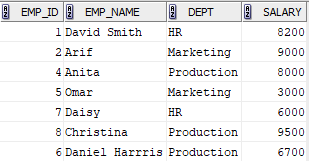 EMP_ID EMP_NAME DEPT SALARY
1 David Smith HR 8200
2 Arif Marketing 9000
4 Anita Production 8000
5 Omar Marketing 3000
7 Daisy HR 6000
8 Christina Production 9500
6 Daniel Harrris Production 6700